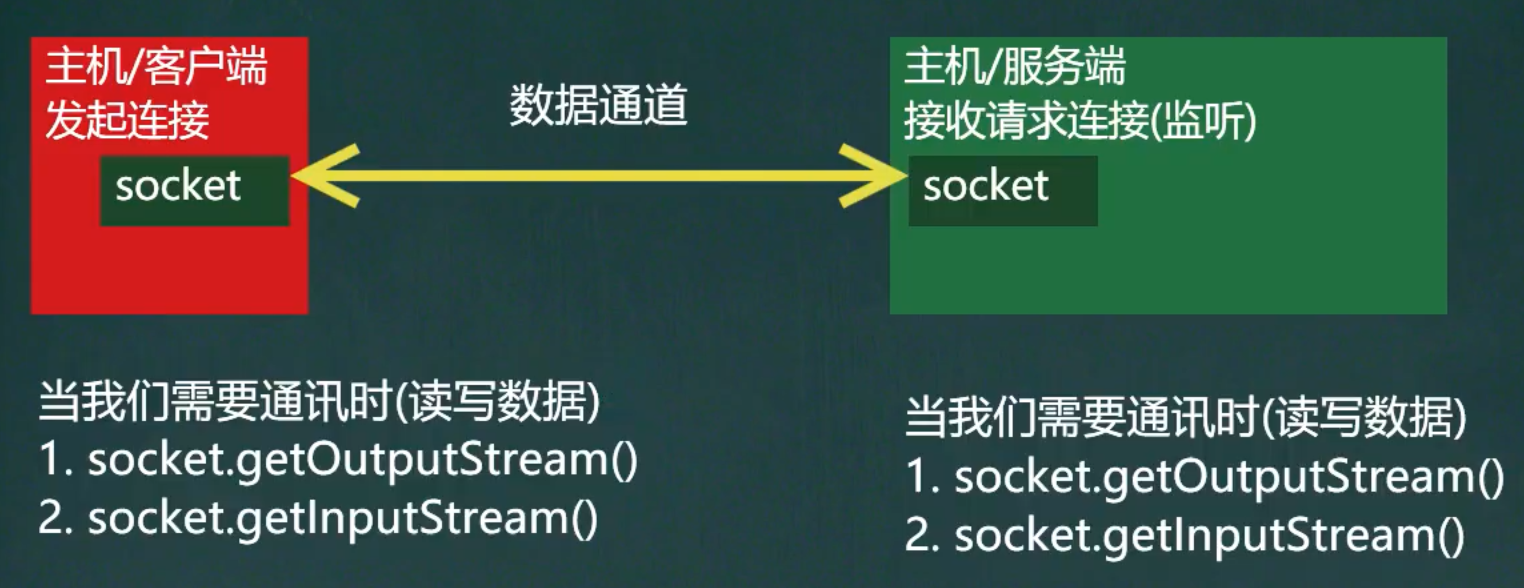 主机/客户端
发起连接
socket
数据通道
主机/服务端
接收请求连接(监听)
socket
当我们需要通讯时(读写数据)
1. socket.getOutputStream()
2. socket.getInputStream()
当我们需要通讯时(读写数据)
1. socket.getOutputStream()
2. socket.getInputStream()